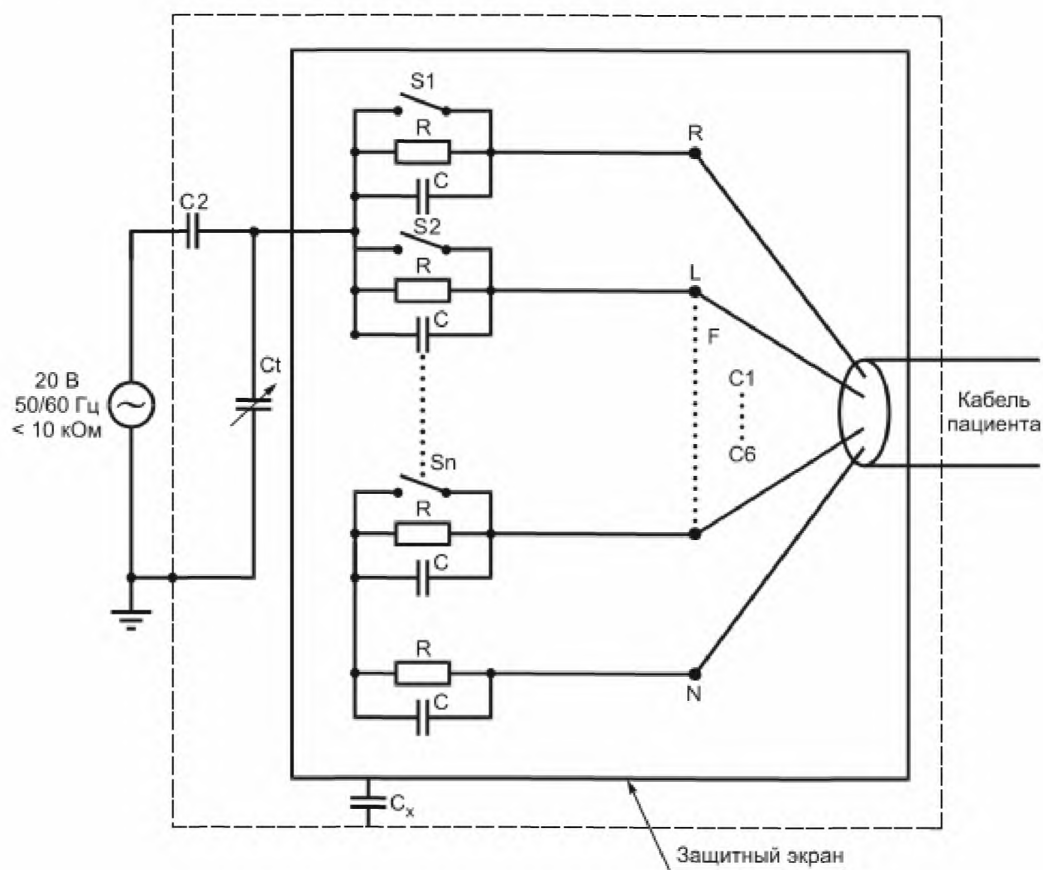 S1
R
C
R
C2
S2
R
C
L
F
Ct
C1
C6
20 В
50/60 Гц
< 10 кОм
Кабель
пациента
Sn
R
C
R
C
N
Cx
Защитный экран